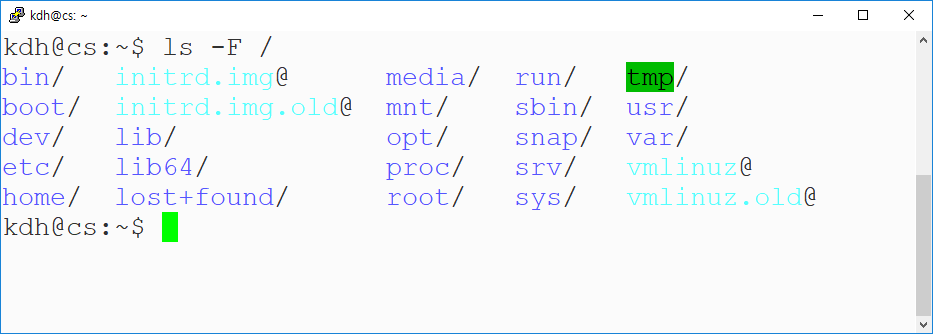 kdh@cs: ~
kdh@cs:~$ ls -F /
bin/   initrd.img@      media/  run/   tmp/
boot/  initrd.img.old@  mnt/    sbin/  usr/
dev/   lib/             opt/    snap/  var/
etc/   lib64/           proc/   srv/   vmlinuz@
home/  lost+found/      root/   sys/   vmlinuz.old@
kdh@cs:~$